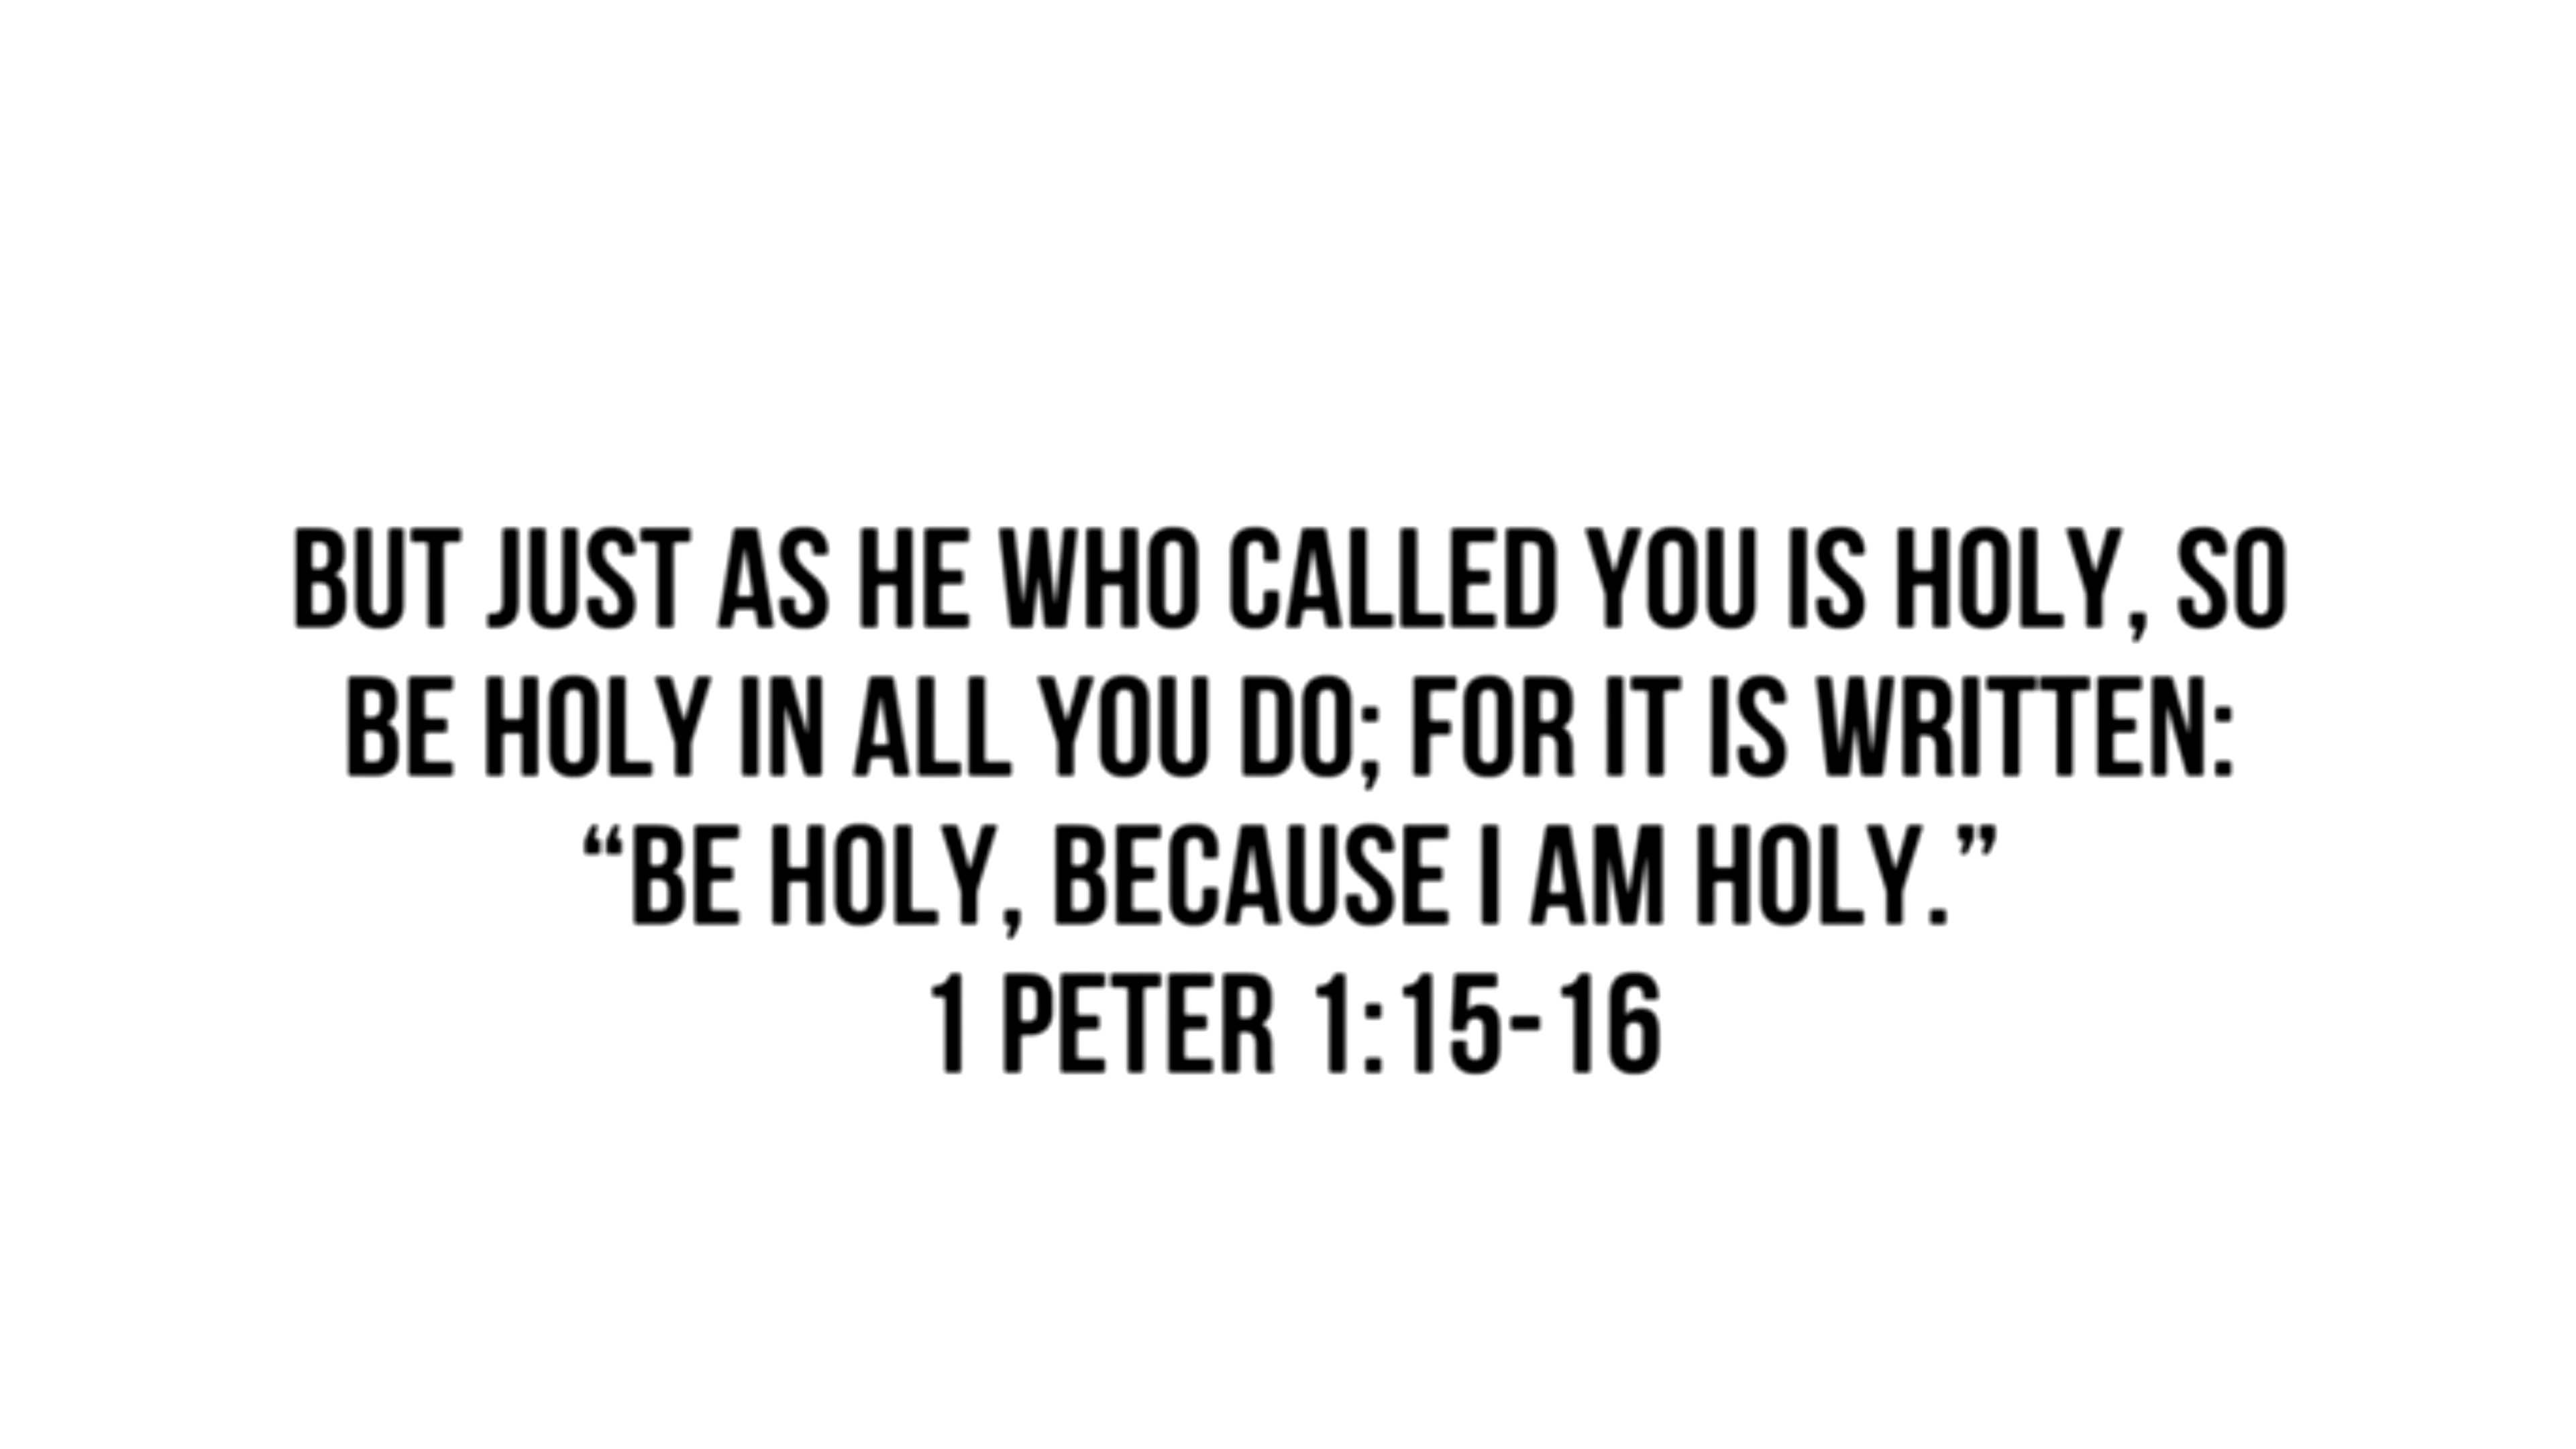 BUT JUST AS HE WHO CALLED YOU IS HOLY, SO
BE HOLY IN ALL YOU DO; FOR IT IS WRITTEN:
“BE HOLY, BECAUSE I AM HOLY.”
1 PETER 1:15-16